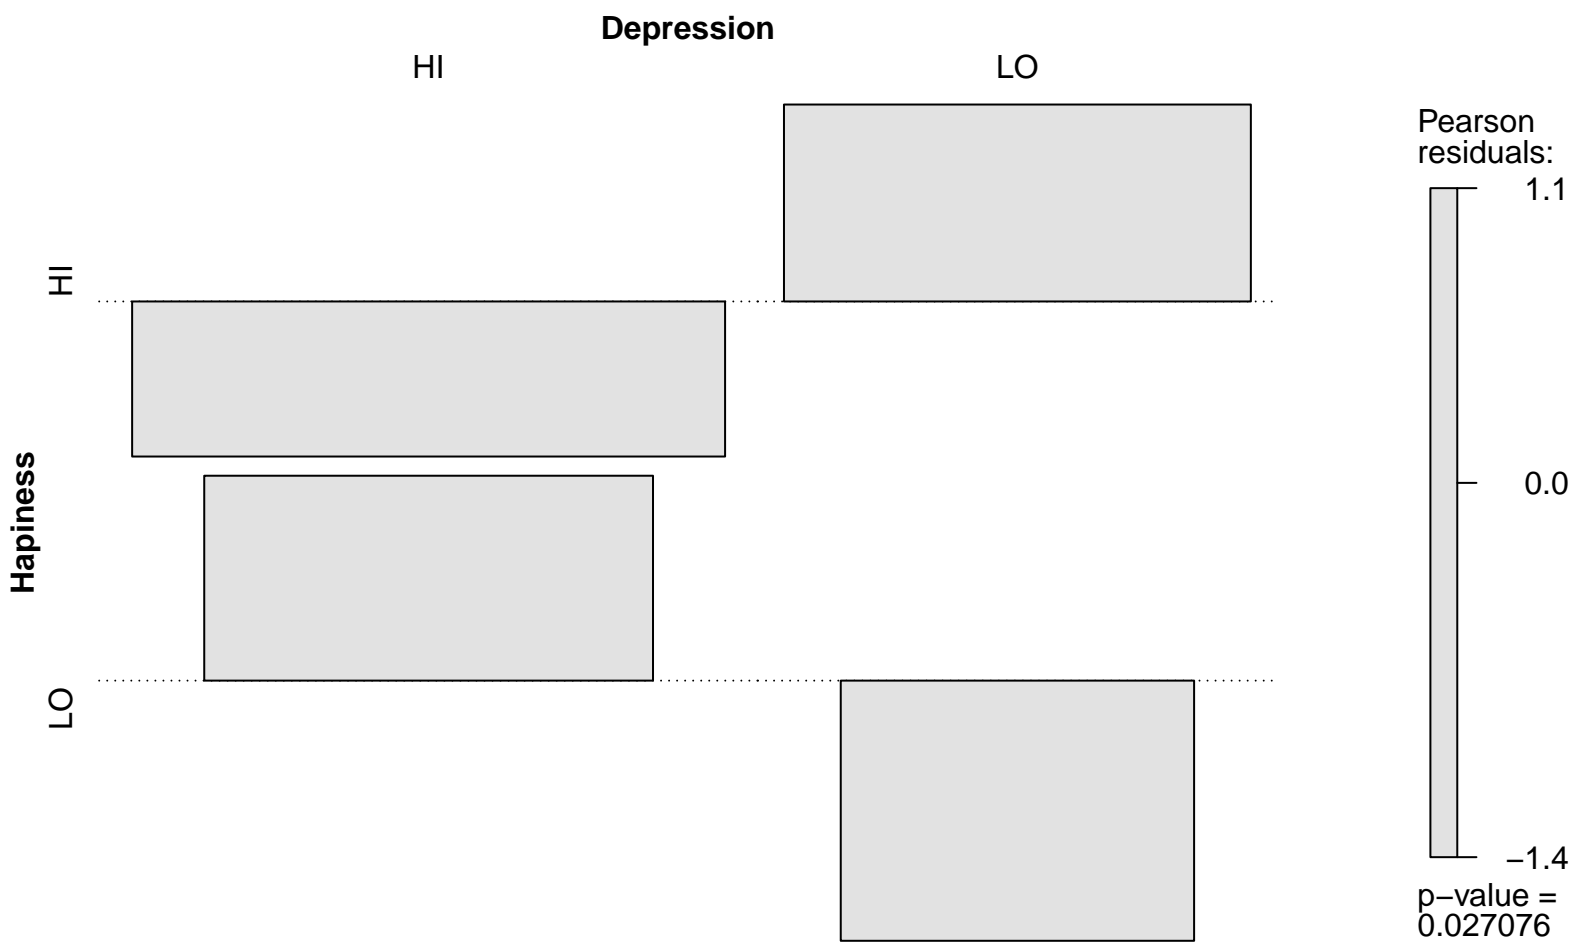 Depression
HI
LO
Pearson
residuals:
1.1
HI
0.0
Hapiness
LO
−1.4
p−value =
0.027076